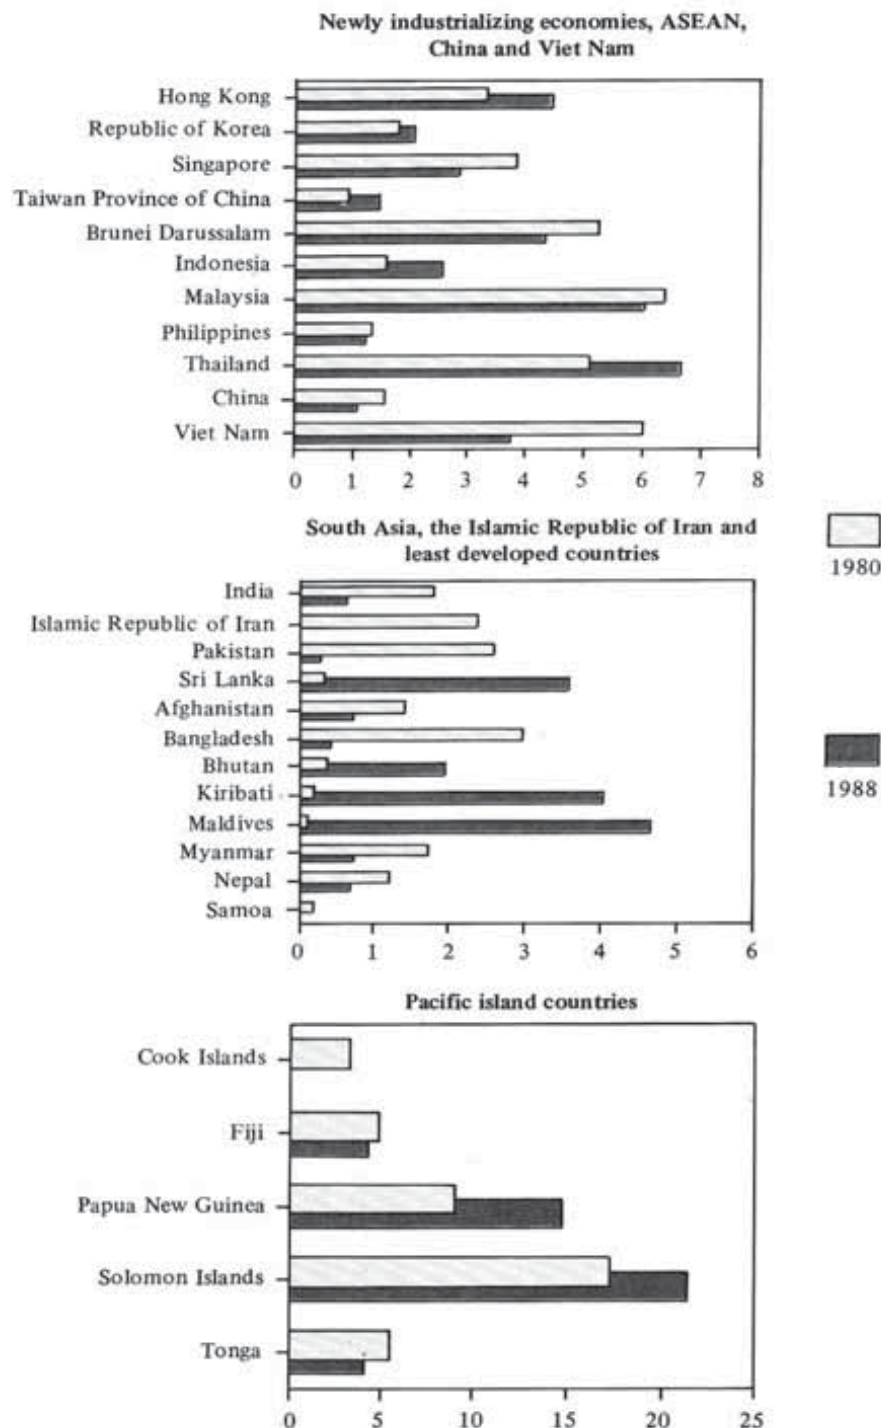 Newly industrializing economies, ASEAN,
China and Viet Nam
Hong Kong
Republic of Korea
Singapore
Taiwan Province of China
Brunei Darussalam
Indonesia
Malaysia
Philippines
Thailand
China
Viet Nam
0 1 2 3 4 5 6 7 8
South Asia, the Islamic Republic of Iran and
least developed countries
India
Islamic Republic of Iran
Pakistan
Sri Lanka
Afghanistan
Bangladesh
Bhutan
Kiribati
Maldives
Myanmar
Nepal
Samoa
0 1 2 3 4 5 6
1980
1988
Pacific island countries
Cook Islands
Fiji
Papua New Guinea
Solomon Islands
Tonga
0 5 10 15 20 25